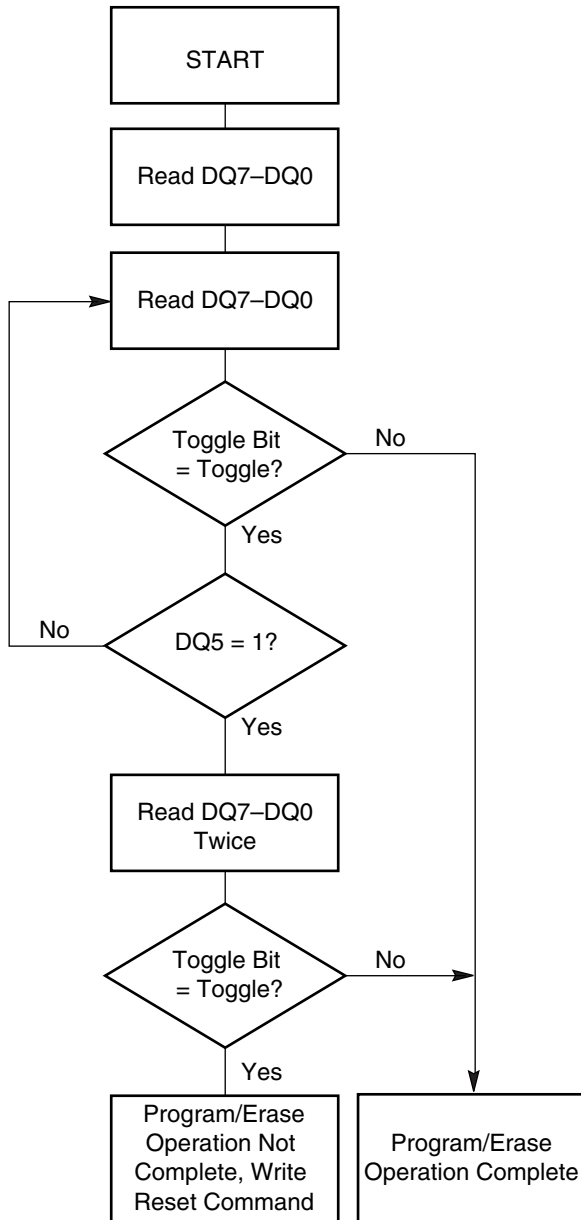 START
Read DQ7–DQ0
Read DQ7–DQ0
Toggle Bit
= Toggle?
No
Yes
No
DQ5 = 1?
Yes
Read DQ7–DQ0
Twice
Toggle Bit
= Toggle?
No
Yes
Program/Erase
Operation Not
Complete, Write
Reset Command
Program/Erase
Operation Complete